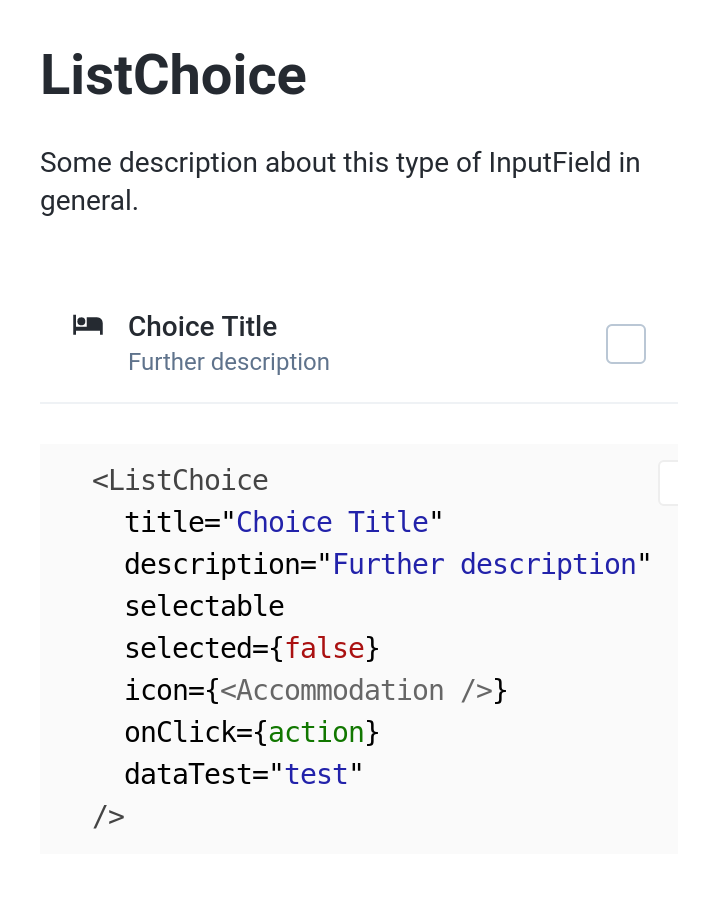 ListChoice
Some description about this type of InputField in
general.
Choice Title
Further description
<ListChoice
title="Choice Title"
description="Further description"
selectable
selected={false}
icon={<Accommodation />}
onClick={action}
dataTest="test"
/>